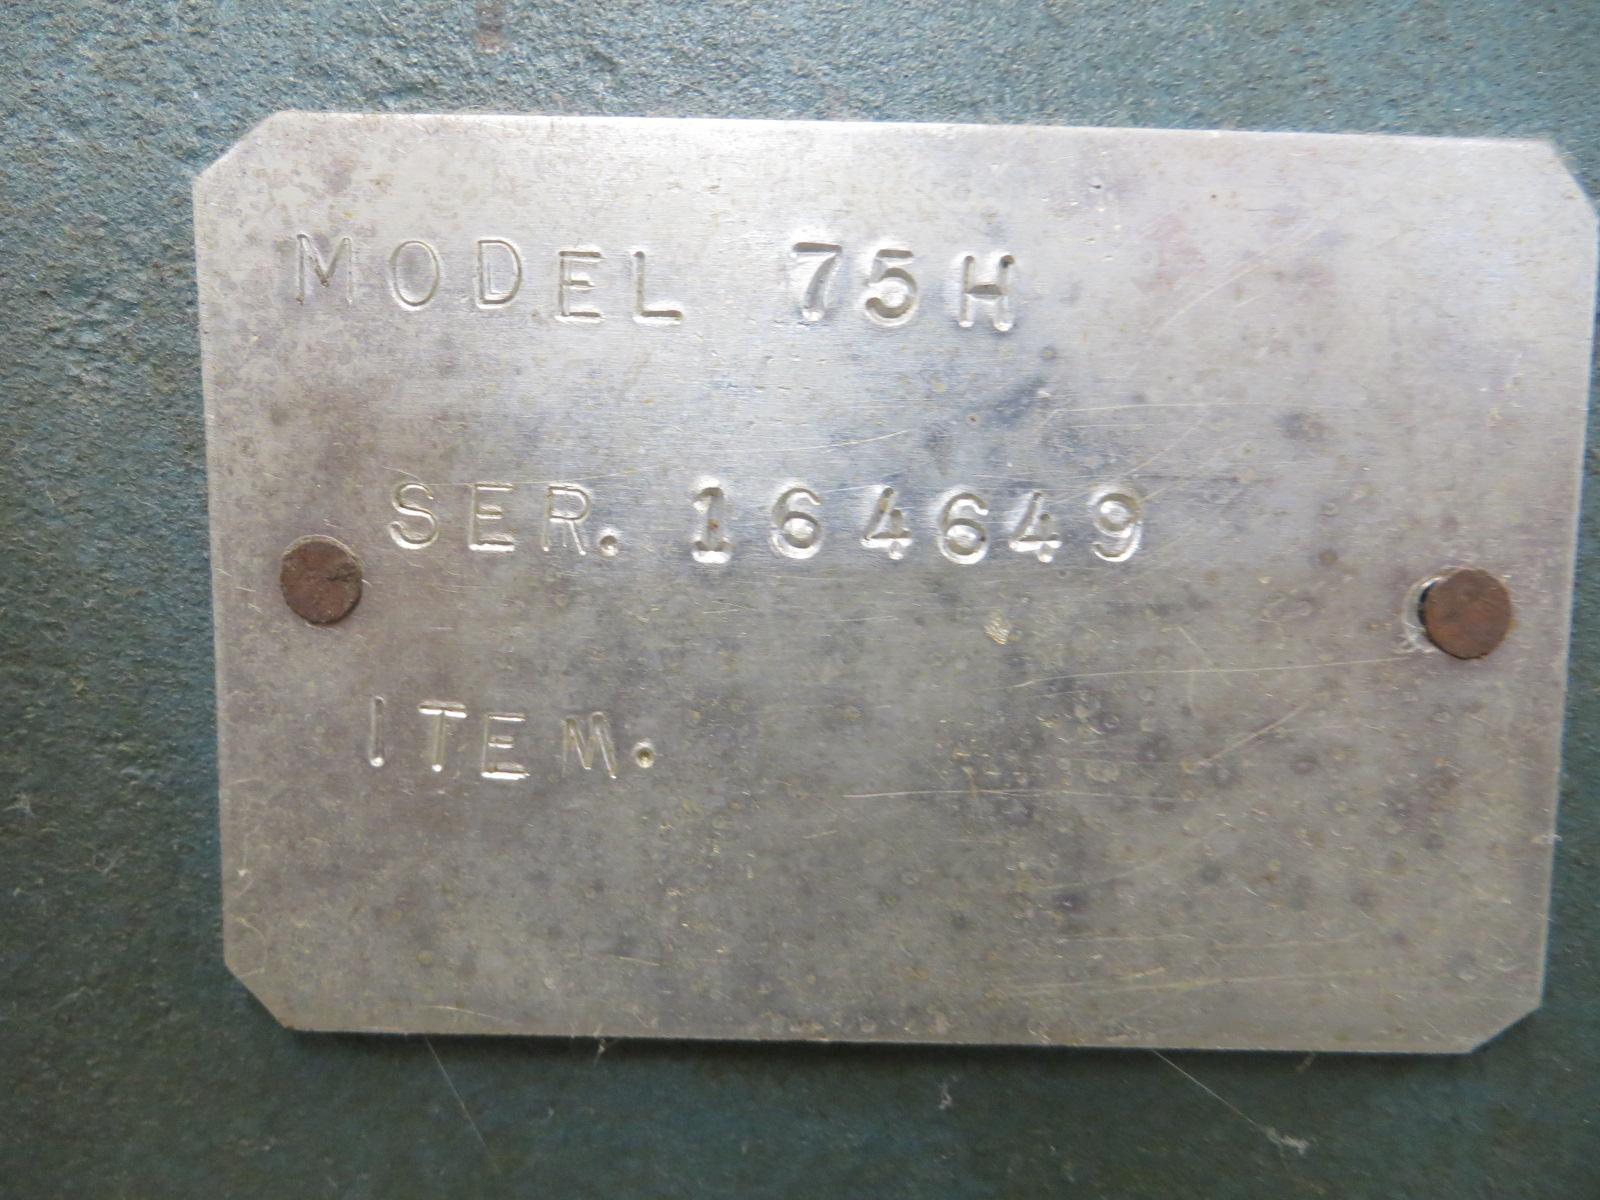 MODEL 75H
SER. 164649
ITEM.